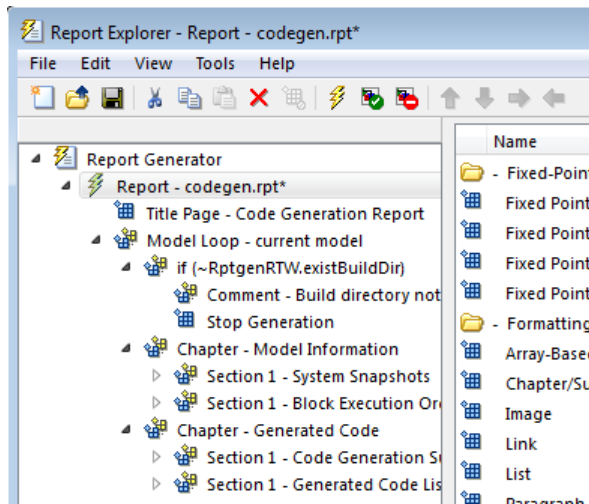 Report Explorer - Report - codegen.rpt*
File Edit View Tools Help
Report Generator
Report - codegen.rpt*
Title Page - Code Generation Report
Model Loop - current model
if (~RptgenRTW.existBuildDir)
Comment - Build directory not
Stop Generation
Chapter - Model Information
Section 1 - System Snapshots
Section 1 - Block Execution Or
Chapter - Generated Code
Section 1 - Code Generation Su
Section 1 - Generated Code Lis
Name
- Fixed-Point
Fixed Point
Fixed Point
Fixed Point
Fixed Point
- Formatting
Array-Base
Chapter/Su
Image
Link
List
Paragraph